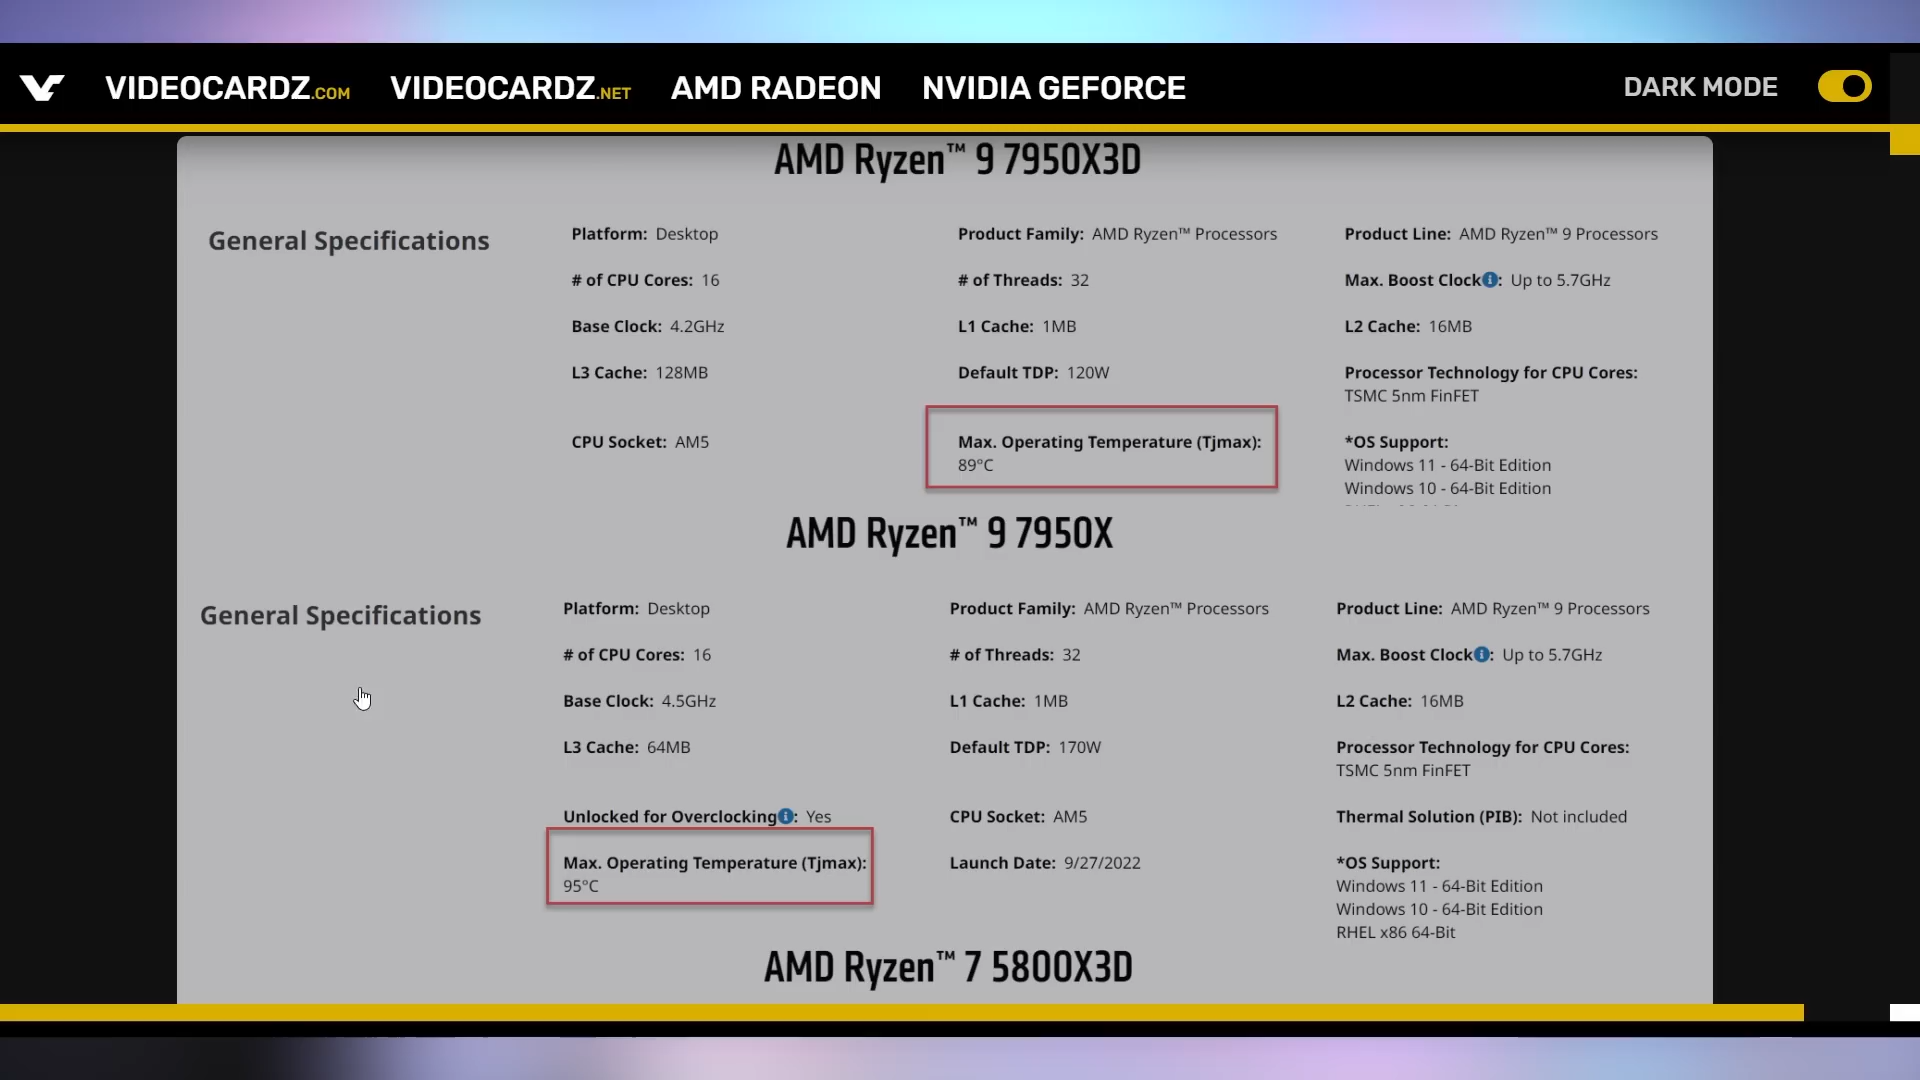 VIDEOCARDZ.COM VIDEOCARDZ.NET AMD RADEON NVIDIA GEFORCE DARK MODE
AMD Ryzen™ 9 7950X3D
General Specifications
Platform: Desktop
Product Family: AMD Ryzen™ Processors
Product Line: AMD Ryzen™ 9 Processors
# of CPU Cores: 16
# of Threads: 32
Max. Boost Clock: Up to 5.7GHz
Base Clock: 4.2GHz
L1 Cache: 1MB
L2 Cache: 16MB
L3 Cache: 128MB
Default TDP: 120W
Processor Technology for CPU Cores:
TSMC 5nm FinFET
CPU Socket: AM5
Max. Operating Temperature (Tjmax):
89°C
*OS Support:
Windows 11 - 64-Bit Edition
Windows 10 - 64-Bit Edition
AMD Ryzen™ 9 7950X
General Specifications
Platform: Desktop
Product Family: AMD Ryzen™ Processors
Product Line: AMD Ryzen™ 9 Processors
# of CPU Cores: 16
# of Threads: 32
Max. Boost Clock: Up to 5.7GHz
Base Clock: 4.5GHz
L1 Cache: 1MB
L2 Cache: 16MB
L3 Cache: 64MB
Default TDP: 170W
Processor Technology for CPU Cores:
TSMC 5nm FinFET
Unlocked for Overclocking: Yes
CPU Socket: AM5
Thermal Solution (PIB): Not included
Max. Operating Temperature (Tjmax):
95°C
Launch Date: 9/27/2022
*OS Support:
Windows 11 - 64-Bit Edition
Windows 10 - 64-Bit Edition
RHEL x86 64-Bit
AMD Ryzen™ 7 5800X3D